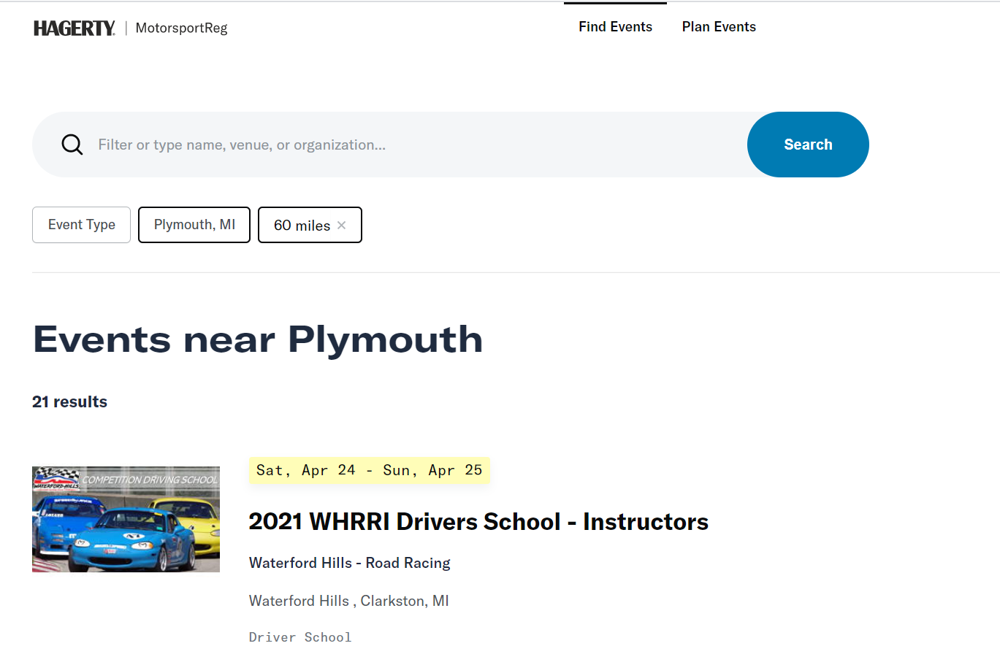 HAGERTY | MotorsportReg
Find Events
Plan Events
Filter or type name, venue, or organization...
Search
Event Type
Plymouth, MI
60 miles ×
Events near Plymouth
21 results
WATERFORD-HILLS
COMPETITION DRIVING SCHOOL
Sat, Apr 24 - Sun, Apr 25
2021 WHRRI Drivers School - Instructors
Waterford Hills - Road Racing
Waterford Hills , Clarkston, MI
Driver School